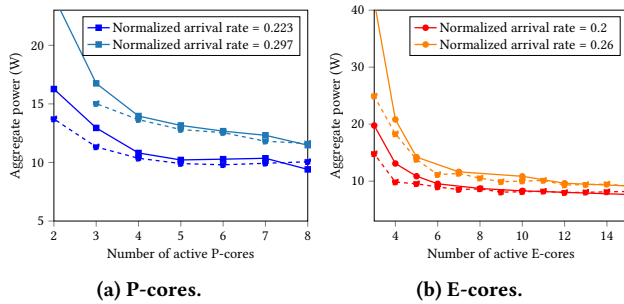 Normalized arrival rate = 0.223
Normalized arrival rate = 0.297
20
15
10
5
2 3 4 5 6 7 8
Aggregate power (W)
Number of active P-cores
(a) P-cores.
Normalized arrival rate = 0.2
Normalized arrival rate = 0.26
40
30
20
10
4 6 8 10 12 14
Aggregate power (W)
Number of active E-cores
(b) E-cores.